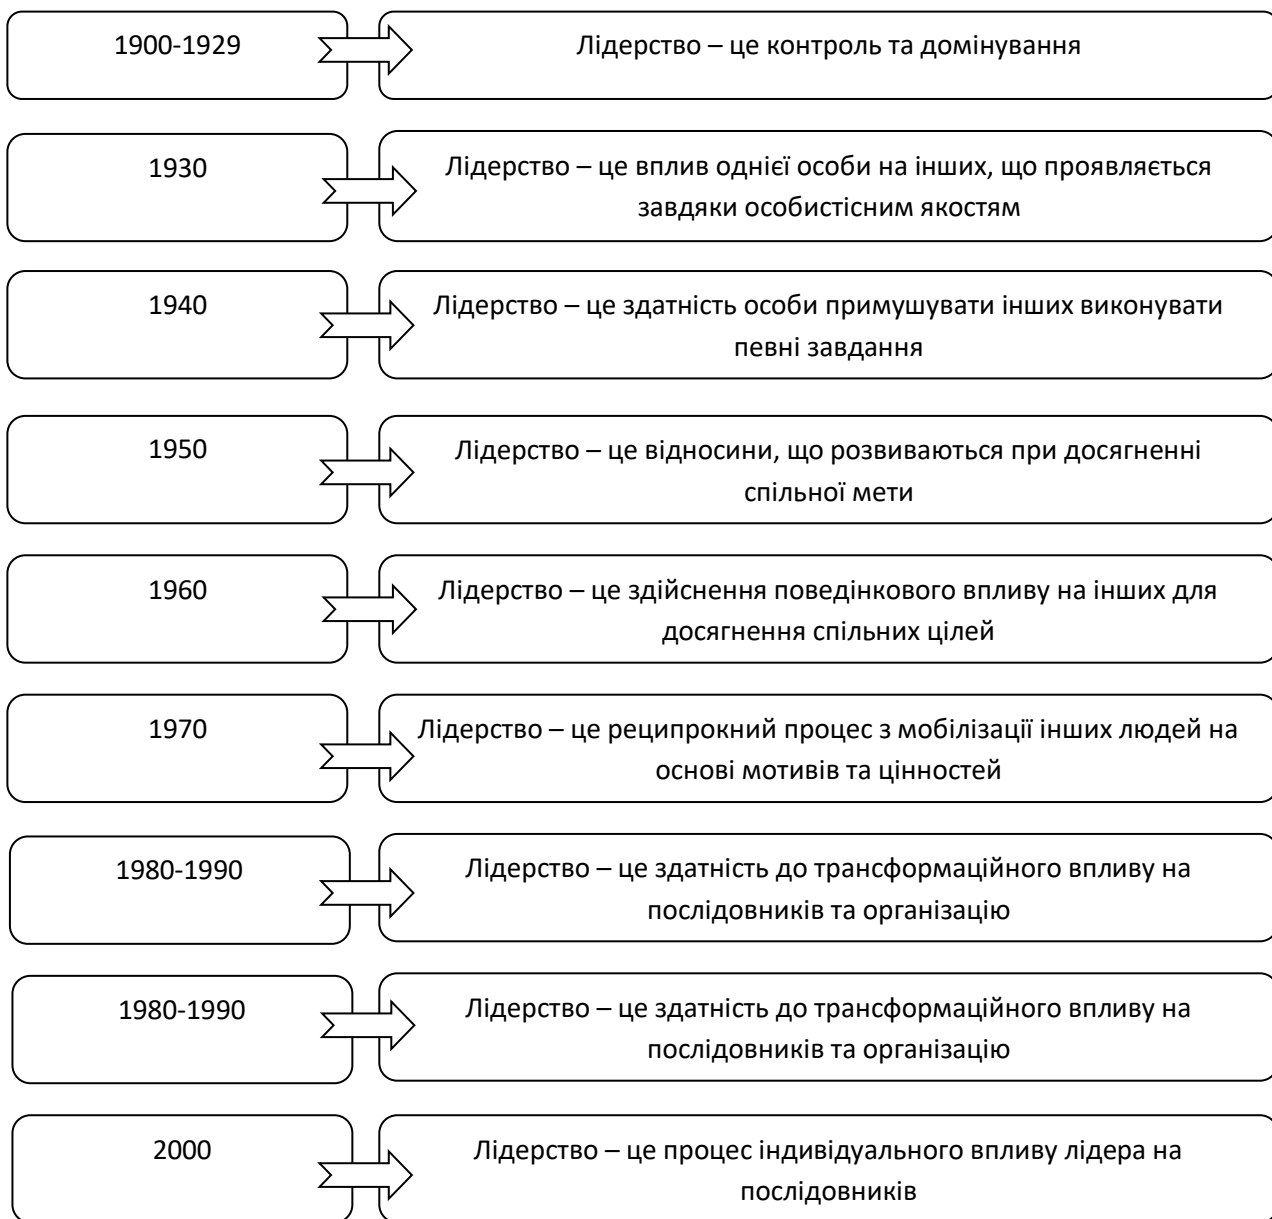 1900-1929
Лідерство – це контроль та домінування
1930
Лідерство – це вплив однієї особи на інших, що проявляється
завдяки особистісним якостям
1940
Лідерство – це здатність особи примушувати інших виконувати
певні завдання
1950
Лідерство – це відносини, що розвиваються при досягненні
спільної мети
1960
Лідерство – це здійснення поведінкового впливу на інших для
досягнення спільних цілей
1970
Лідерство – це реципрокний процес з мобілізації інших людей на
основі мотивів та цінностей
1980-1990
Лідерство – це здатність до трансформаційного впливу на
послідовників та організацію
1980-1990
Лідерство – це здатність до трансформаційного впливу на
послідовників та організацію
2000
Лідерство – це процес індивідуального впливу лідера на
послідовників